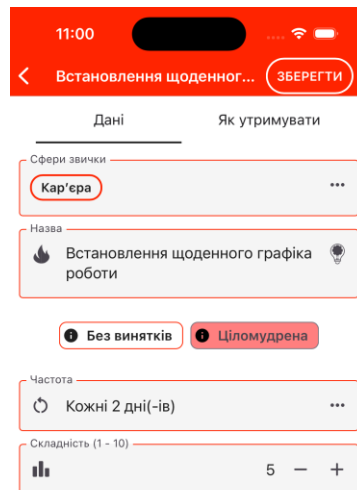 11:00
Встановлення щоденног...
ЗБЕРЕГТИ
Дані
Як утримувати
Сфери звички
Кар'єра
Назва
Встановлення щоденного графіка
роботи
Без винятків
Ціломудрена
Частота
Кожні 2 дні(-ів)
Складність (1 - 10)
5